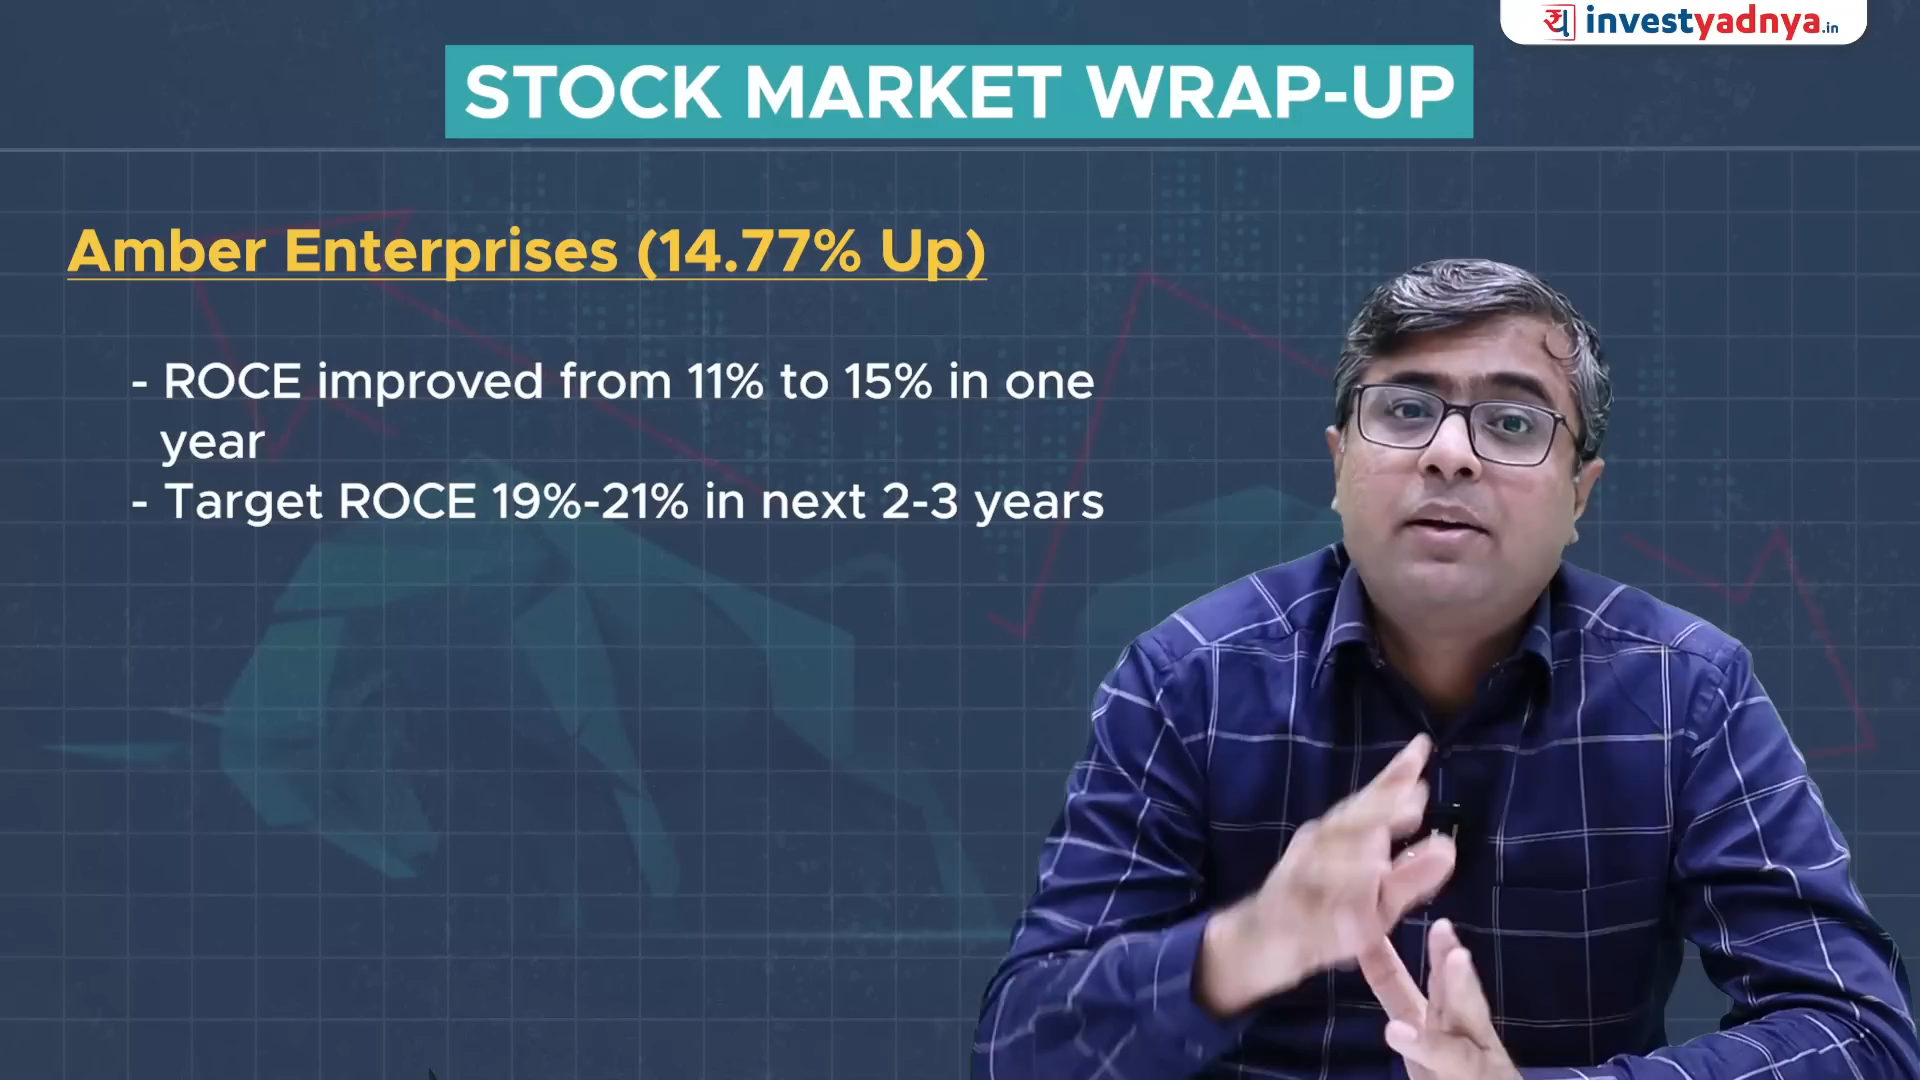 investyadnya.in
STOCK MARKET WRAP-UP
Amber Enterprises (14.77% Up)
- ROCE improved from 11% to 15% in one
year
- Target ROCE 19%-21% in next 2-3 years